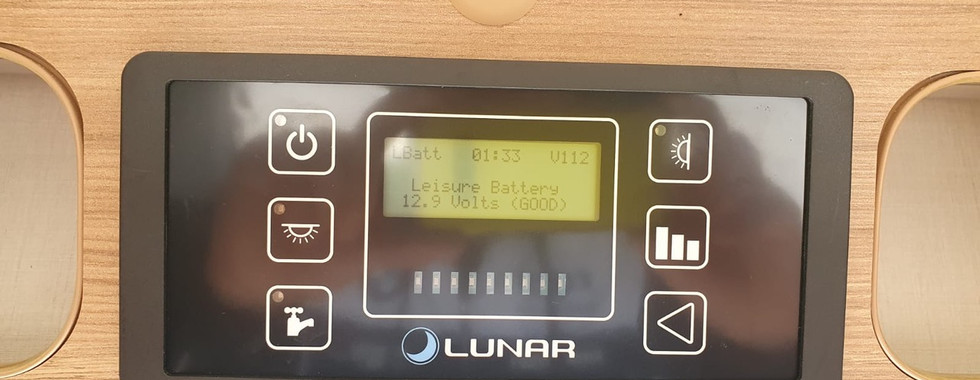 LBatt 01:33 V112
Leisure Battery
12.9 Volts (GOOD)
LUNAR